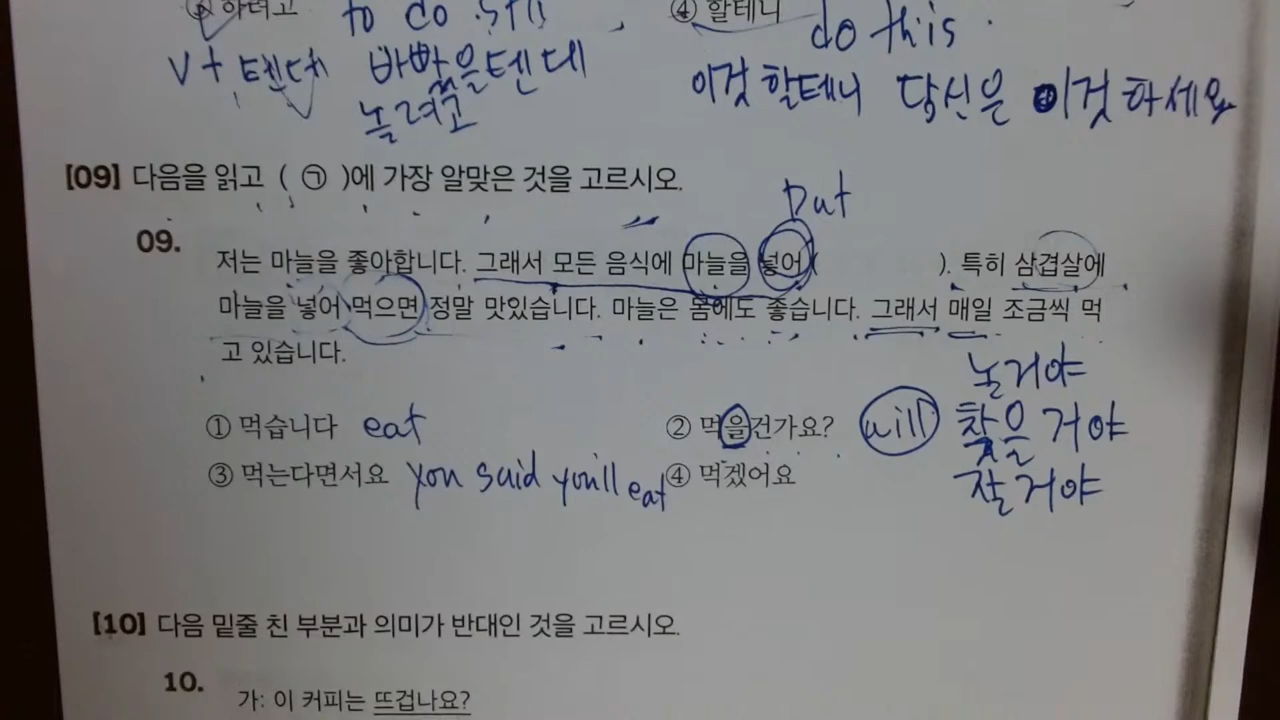 하려고 to do ④ 할테니 do this.
V + 텐데 바빴을텐데 이것 할테니 당신은 이것 하세요
놀려고
[09] 다음을 읽고 ( ㉠ )에 가장 알맞은 것을 고르시오.
Put
09. 저는 마늘을 좋아합니다. 그래서 모든 음식에 마늘을 넣어( ). 특히 삼겹살에
마늘을 넣어 먹으면 정말 맛있습니다. 마늘은 몸에도 좋습니다. 그래서 매일 조금씩 먹
고 있습니다.
놀거야
① 먹습니다 eat ② 먹을건가요? will 찾을 거야
③ 먹는다면서요 you said you'll eat ④ 먹겠어요 잘거야
[10] 다음 밑줄 친 부분과 의미가 반대인 것을 고르시오.
10. 가: 이 커피는 뜨겁나요?